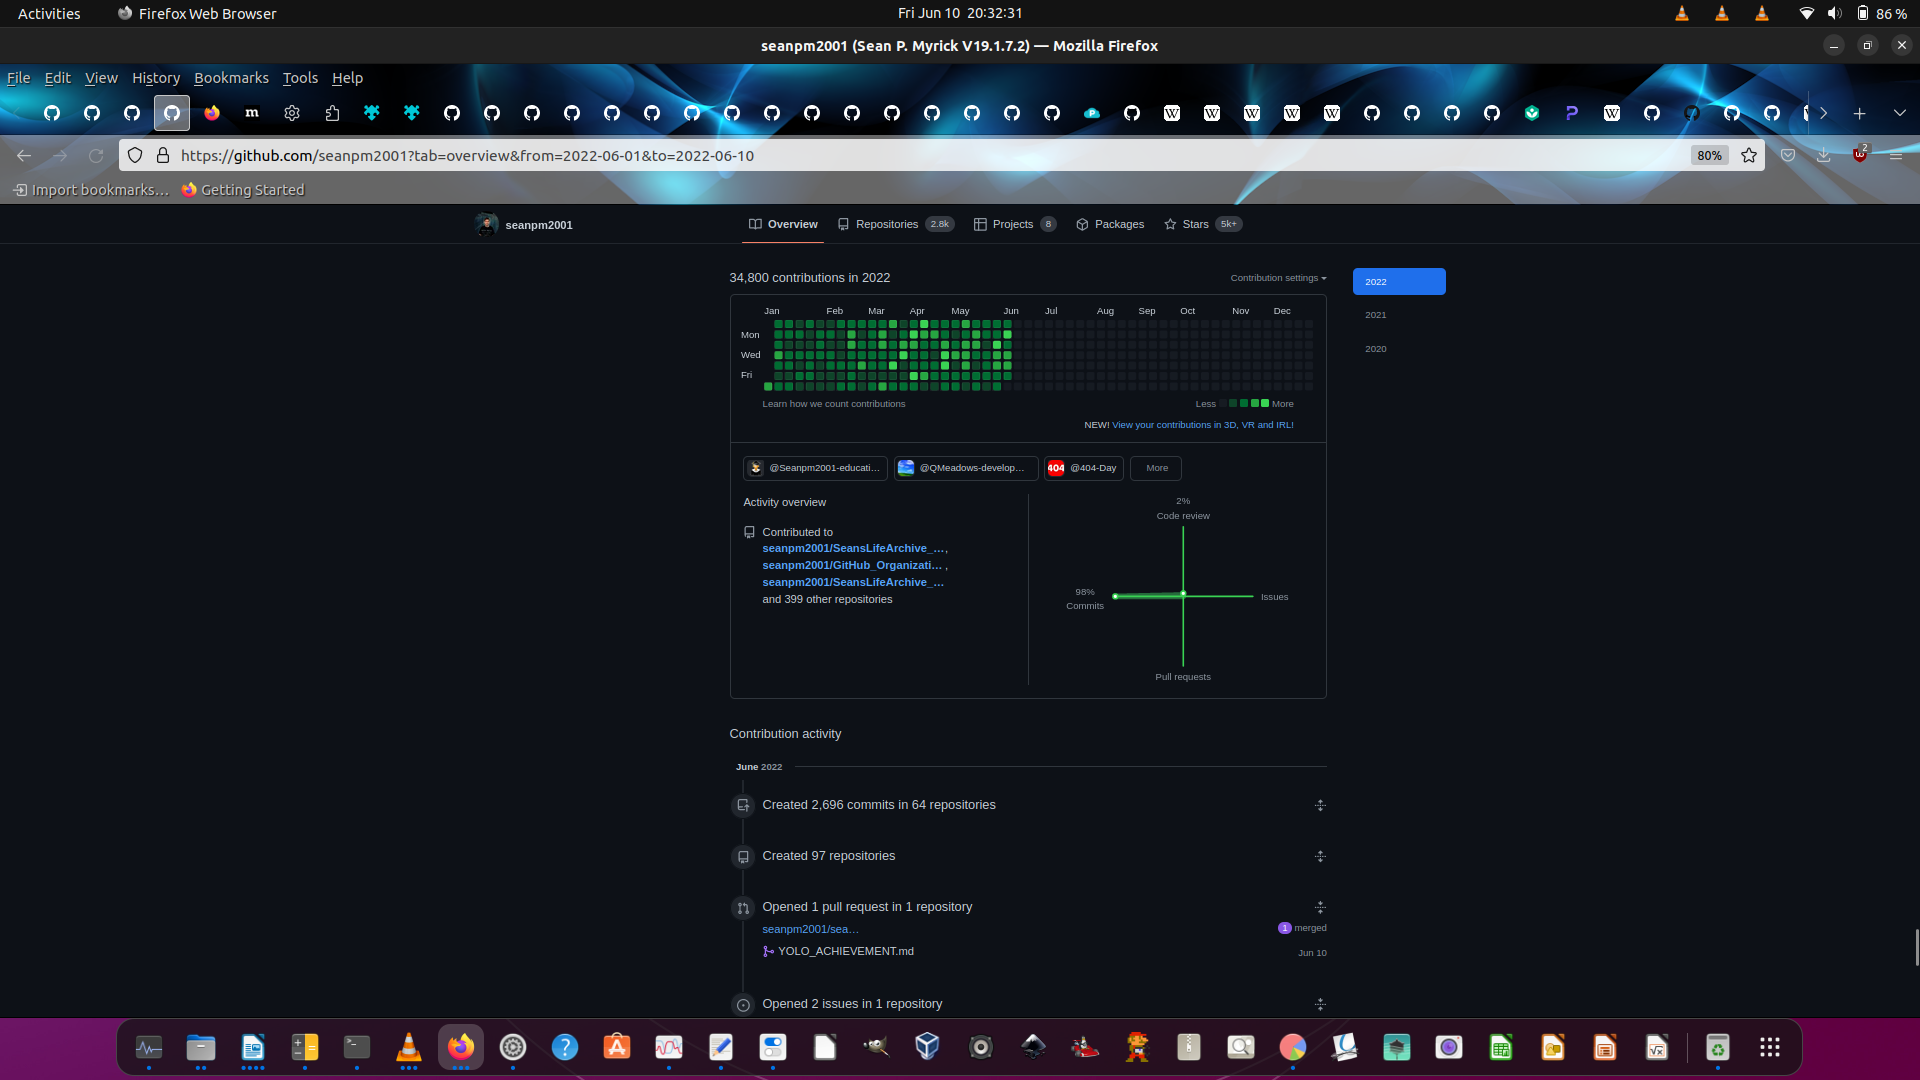 Activities
Firefox Web Browser
Fri Jun 10 20:32:31
86 %
seanpm2001 (Sean P. Myrick V19.1.7.2) — Mozilla Firefox
File Edit View History Bookmarks Tools Help
https://github.com/seanpm2001?tab=overview&from=2022-06-01&to=2022-06-10
80%
2
Import bookmarks…
Getting Started
seanpm2001
Overview
Repositories 2.8k
Projects 8
Packages
Stars 5k+
34,800 contributions in 2022
Contribution settings
2022
2021
2020
Jan Feb Mar Apr May Jun Jul Aug Sep Oct Nov Dec
Mon
Wed
Fri
Learn how we count contributions
Less
More
NEW! View your contributions in 3D, VR and IRL!
@Seanpm2001-educati…
@QMeadows-develop…
404 @404-Day
More
Activity overview
Contributed to
seanpm2001/SeansLifeArchive_…,
seanpm2001/GitHub_Organizati… ,
seanpm2001/SeansLifeArchive_…
and 399 other repositories
2%
Code review
98%
Commits
Issues
Pull requests
Contribution activity
June 2022
Created 2,696 commits in 64 repositories
Created 97 repositories
Opened 1 pull request in 1 repository
seanpm2001/sea…
1 merged
YOLO_ACHIEVEMENT.md
Jun 10
Opened 2 issues in 1 repository